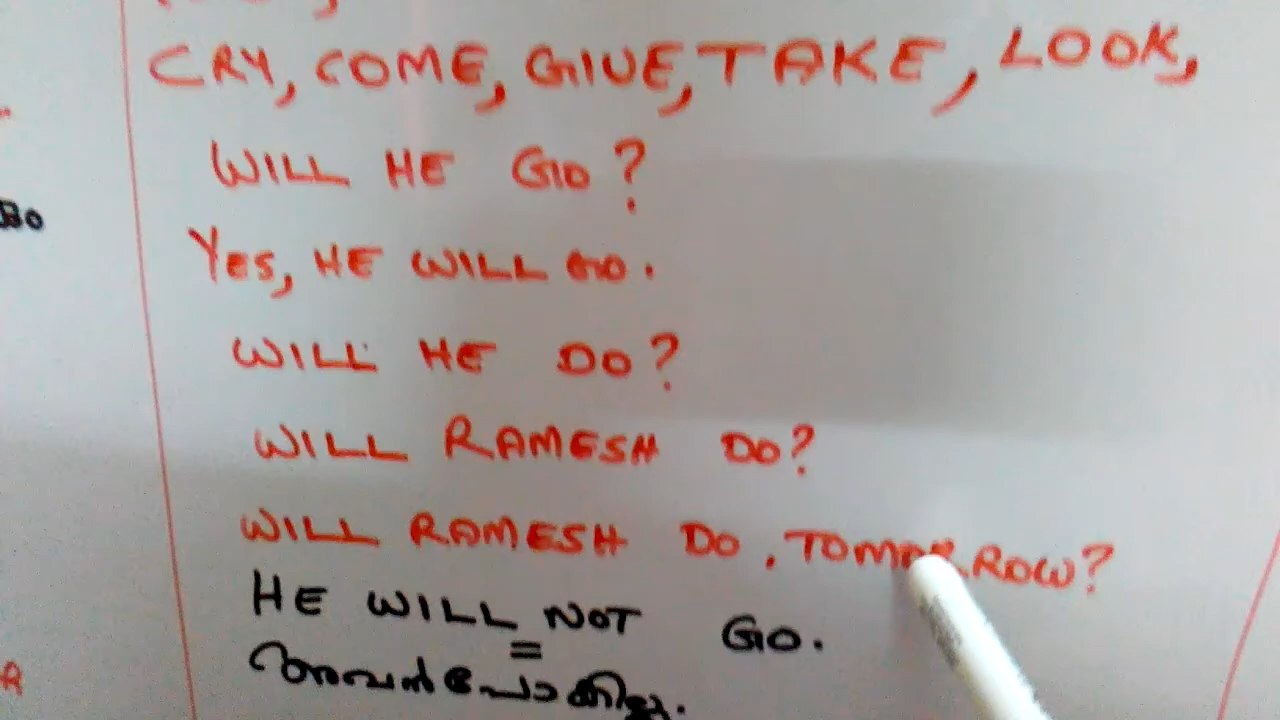 CRY, COME, GIVE, TAKE, LOOK,
WILL HE GO?
BO
YES, HE WILL GO.
WILL HE DO?
WILL RAMESH DO?
WILL RAMESH DO, TOMORROW?
HE WILL NOT GO.
=
അവൻ പോകില്ല.
R